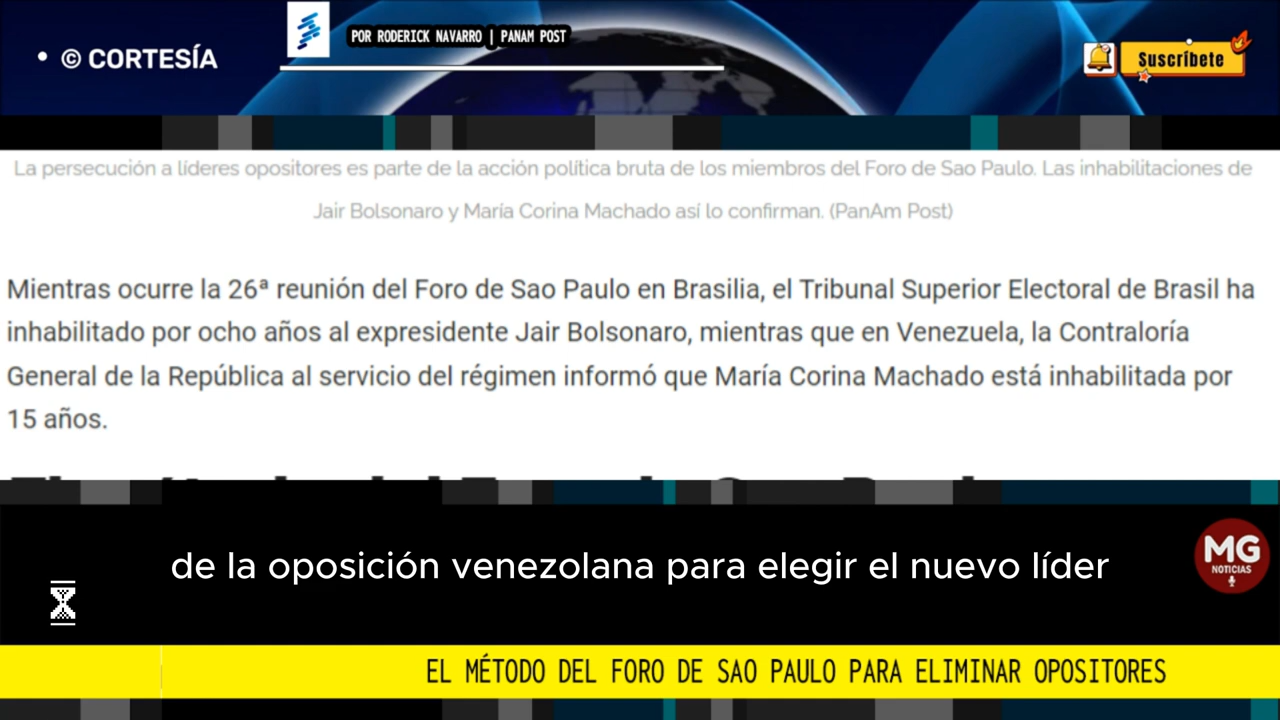 • © CORTESÍA
POR RODERICK NAVARRO | PANAM POST
Suscríbete
La persecución a líderes opositores es parte de la acción política bruta de los miembros del Foro de Sao Paulo. Las inhabilitaciones de
Jair Bolsonaro y María Corina Machado así lo confirman. (PanAm Post)
Mientras ocurre la 26ª reunión del Foro de Sao Paulo en Brasilia, el Tribunal Superior Electoral de Brasil ha
inhabilitado por ocho años al expresidente Jair Bolsonaro, mientras que en Venezuela, la Contraloría
General de la República al servicio del régimen informó que María Corina Machado está inhabilitada por
15 años.
de la oposición venezolana para elegir el nuevo líder
MG
NOTICIAS
EL MÉTODO DEL FORO DE SAO PAULO PARA ELIMINAR OPOSITORES